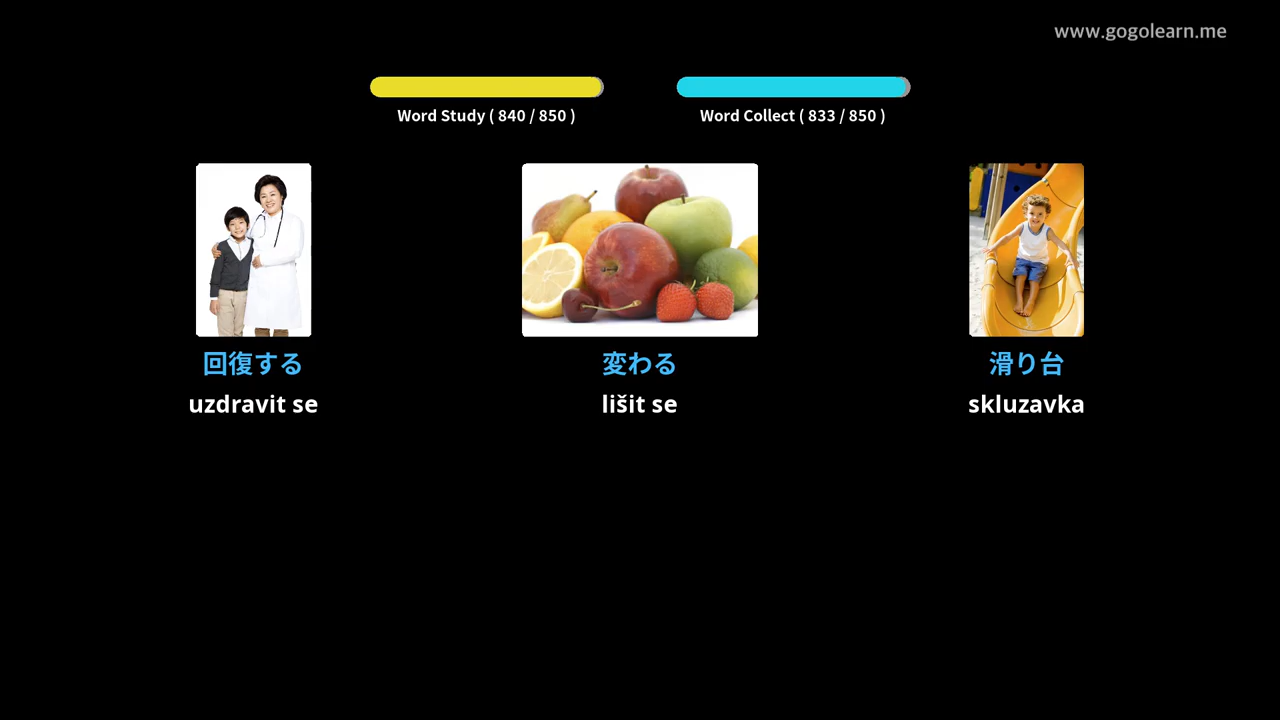 www.gogolearn.me
Word Study ( 840 / 850 )
Word Collect ( 833 / 850 )
回復する
変わる
滑り台
uzdravit se
lišit se
skluzavka